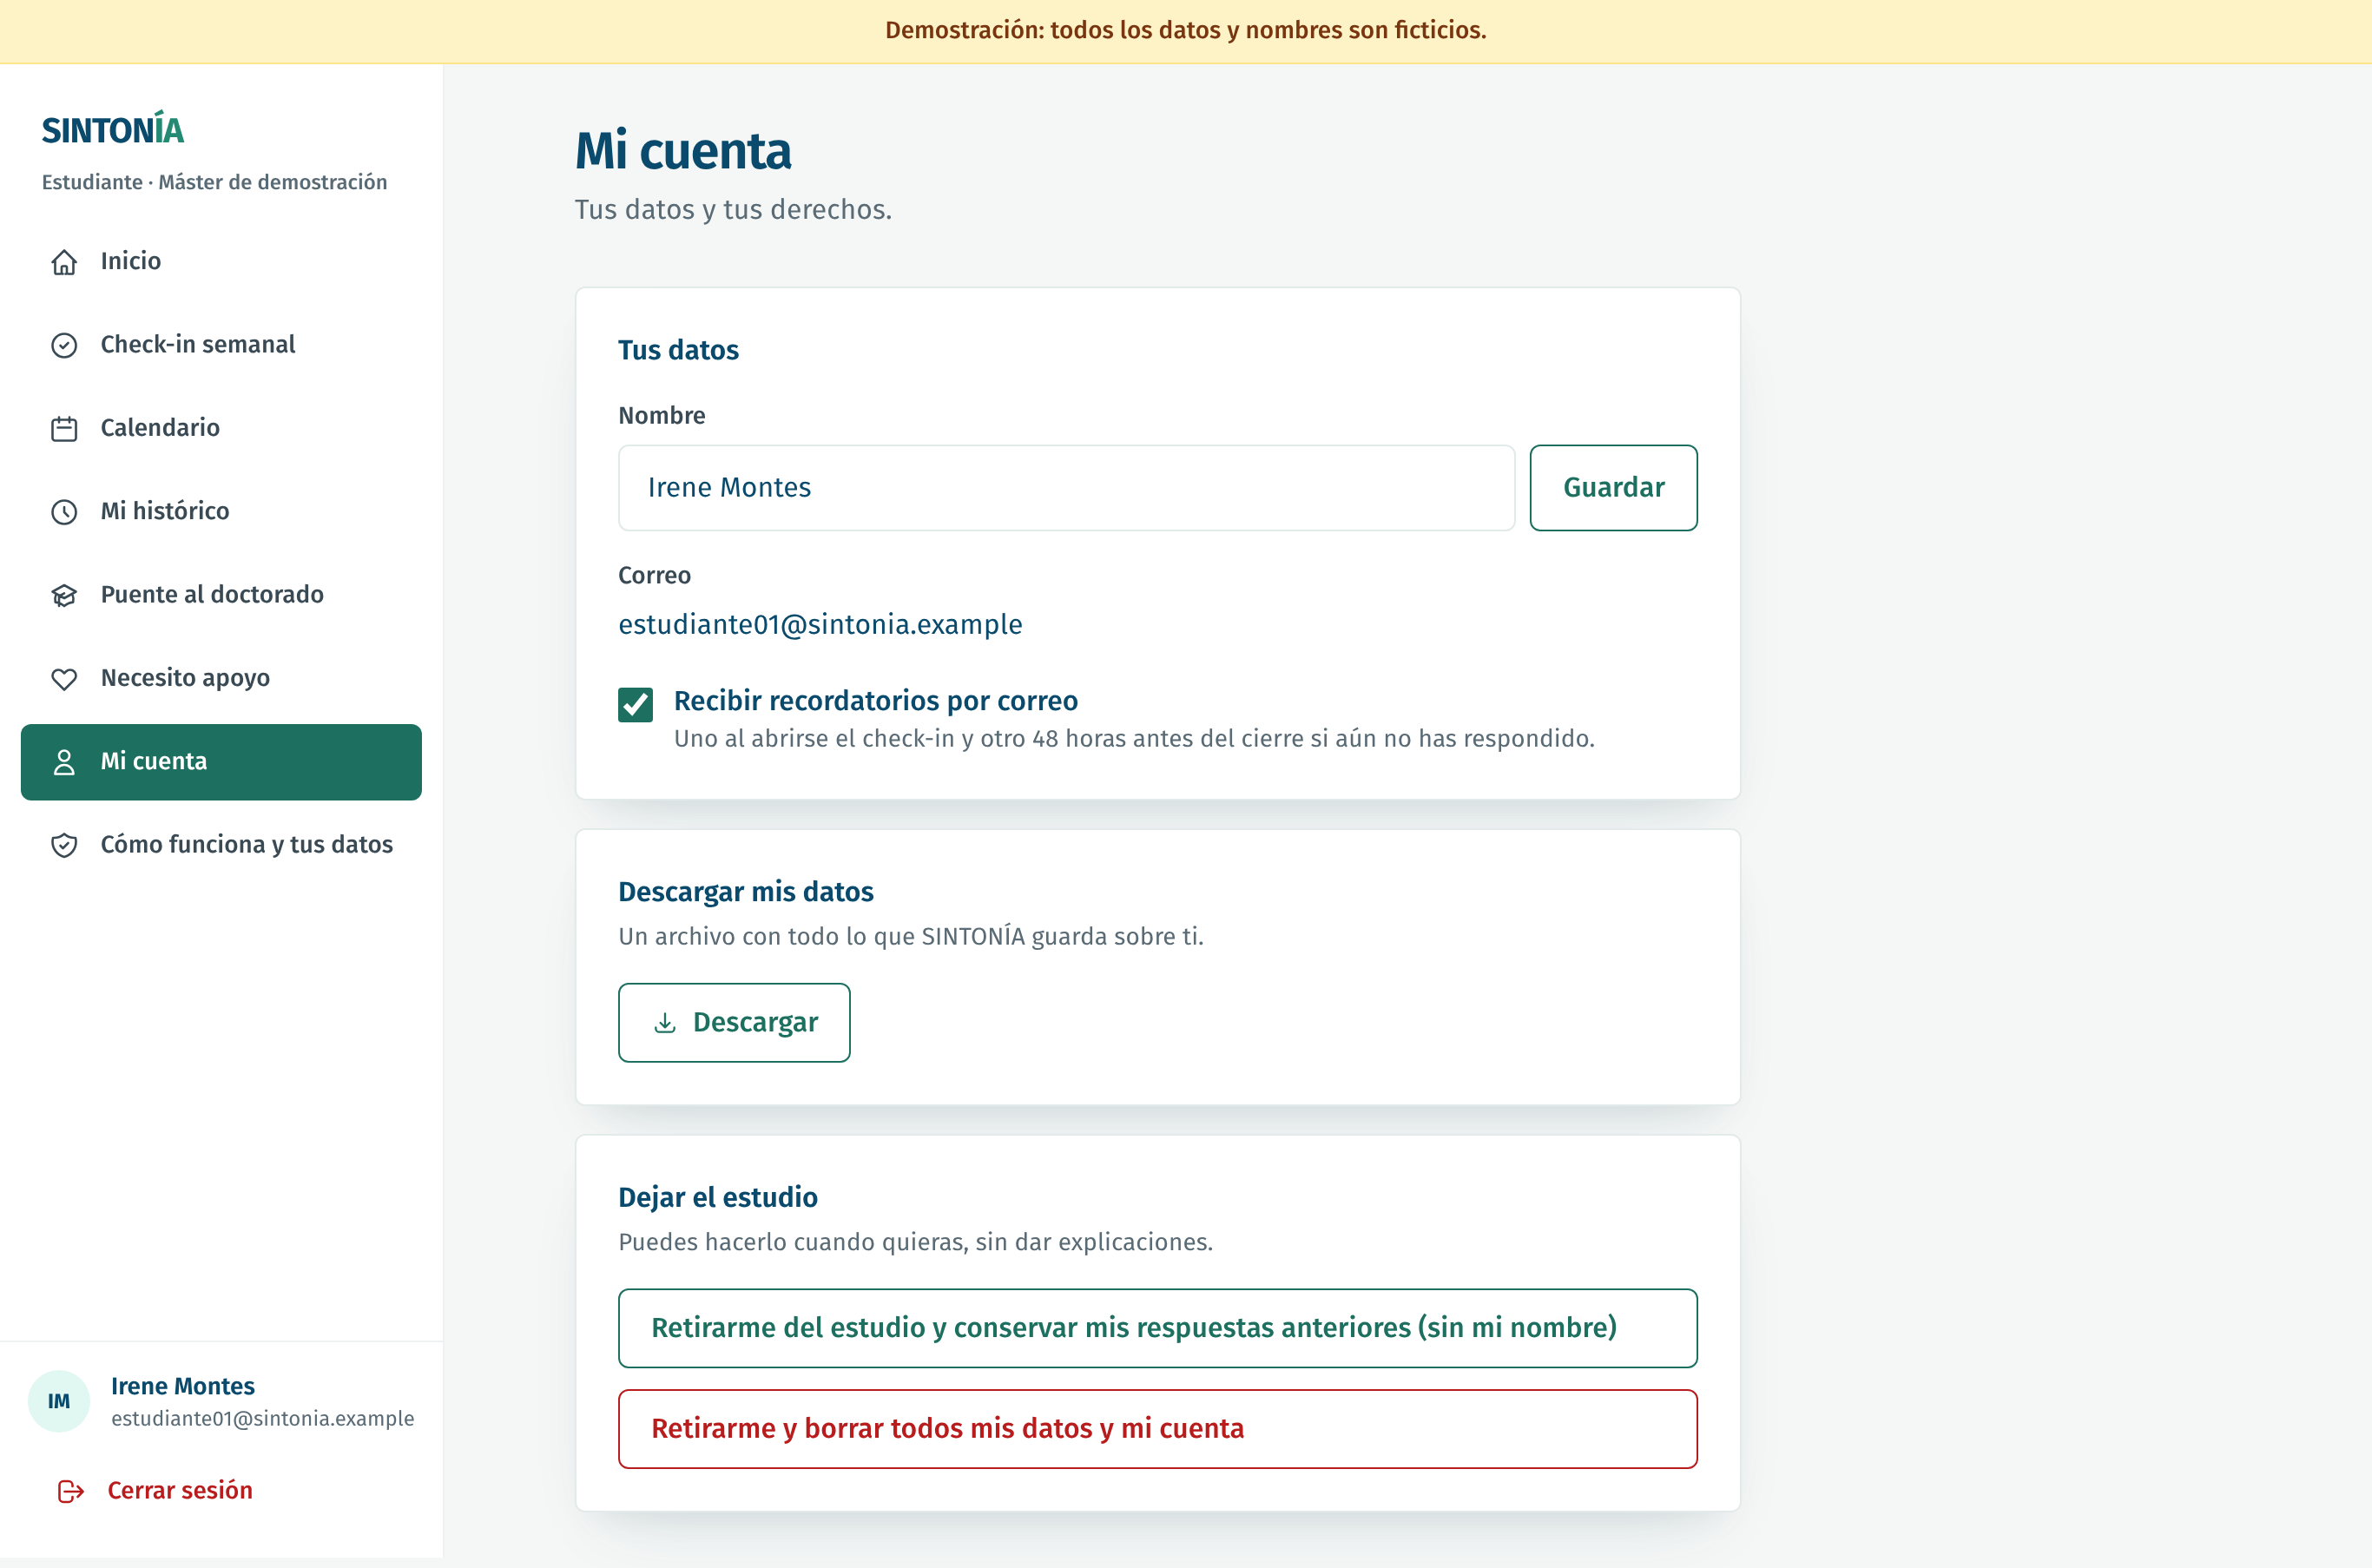 Demostración: todos los datos y nombres son ficticios.
SINTONÍA
Estudiante · Máster de demostración
Inicio
Check-in semanal
Calendario
Mi histórico
Puente al doctorado
Necesito apoyo
Mi cuenta
Cómo funciona y tus datos
IM
Irene Montes
estudiante01@sintonia.example
Cerrar sesión
Mi cuenta
Tus datos y tus derechos.
Tus datos
Nombre
Irene Montes
Guardar
Correo
estudiante01@sintonia.example
Recibir recordatorios por correo
Uno al abrirse el check-in y otro 48 horas antes del cierre si aún no has respondido.
Descargar mis datos
Un archivo con todo lo que SINTONÍA guarda sobre ti.
Descargar
Dejar el estudio
Puedes hacerlo cuando quieras, sin dar explicaciones.
Retirarme del estudio y conservar mis respuestas anteriores (sin mi nombre)
Retirarme y borrar todos mis datos y mi cuenta